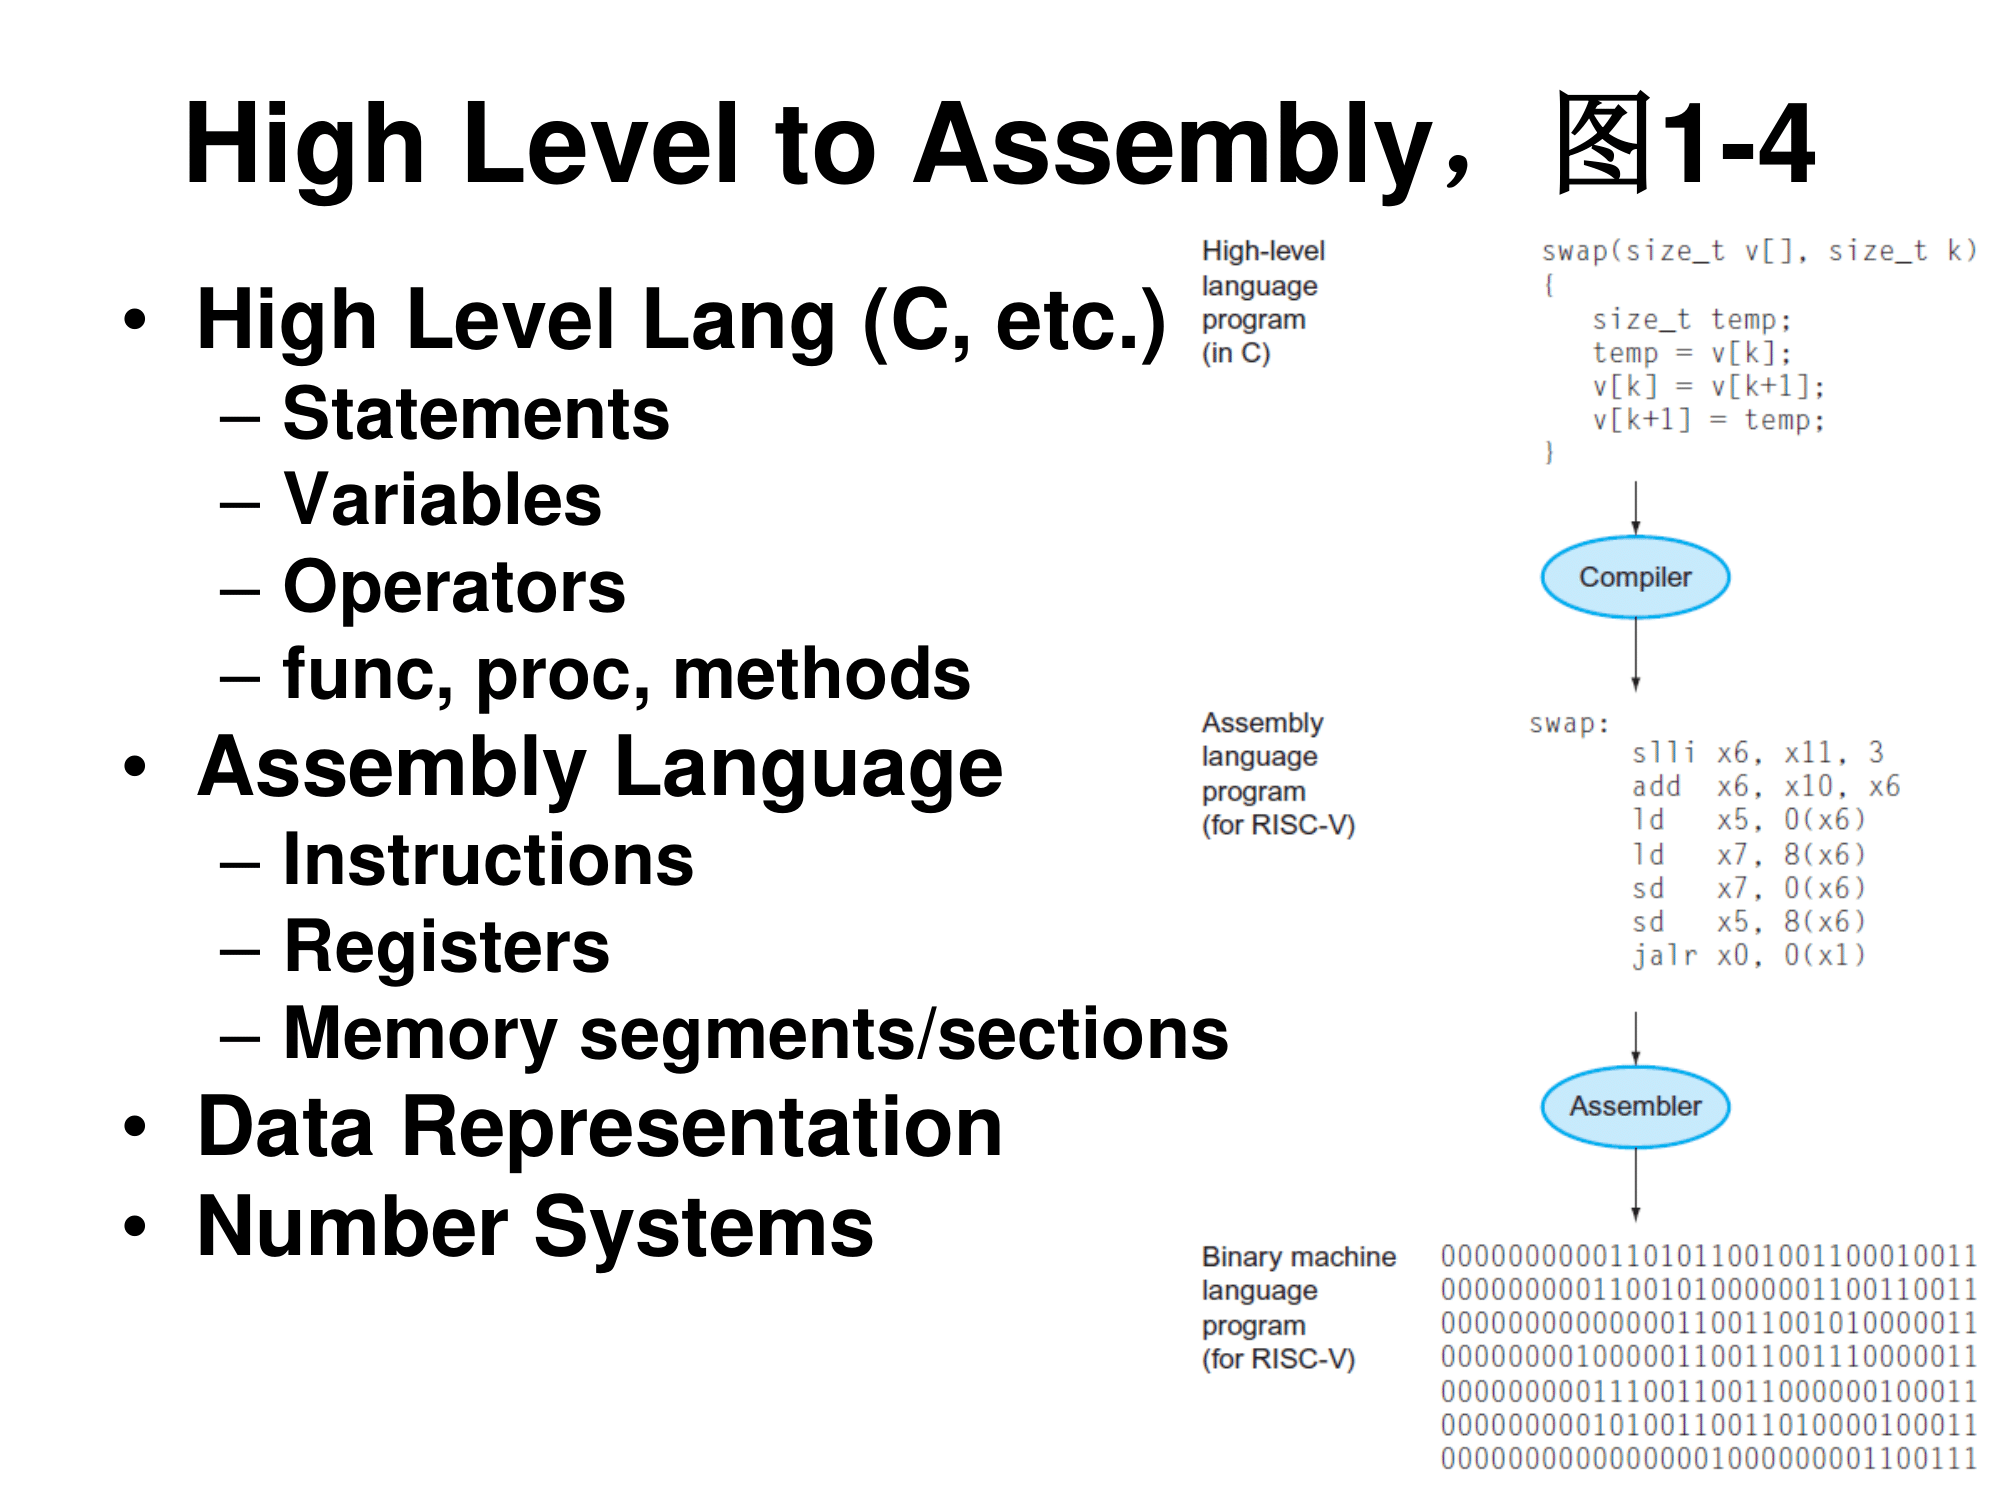 High Level to Assembly，图1-4
• High Level Lang (C, etc.)
– Statements
– Variables
– Operators
– func, proc, methods
• Assembly Language
– Instructions
– Registers
– Memory segments/sections
• Data Representation
• Number Systems
High-level
language
program
(in C)
swap(size_t v[], size_t k)
{
size_t temp;
temp = v[k];
v[k] = v[k+1];
v[k+1] = temp;
}
Compiler
Assembly
language
program
(for RISC-V)
swap:
slli x6, x11, 3
add x6, x10, x6
ld x5, 0(x6)
ld x7, 8(x6)
sd x7, 0(x6)
sd x5, 8(x6)
jalr x0, 0(x1)
Assembler
Binary machine
language
program
(for RISC-V)
00000000001101011001001100010011
00000000011001010000001100110011
00000000000000110011001010000011
00000000100000110011001110000011
00000000011100110011000000100011
00000000010100110011010000100011
00000000000000001000000001100111